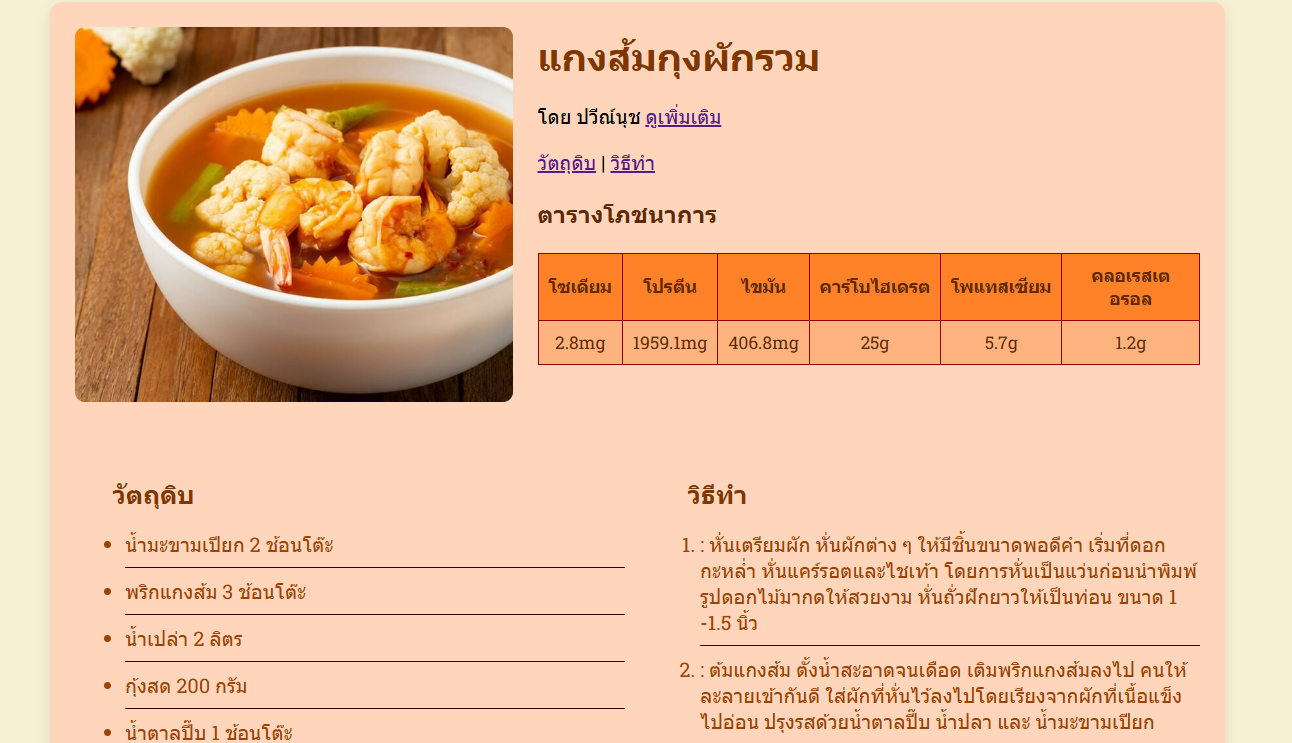 แกงส้มกุงผักรวม
โดย ปวีณ์นุช ดูเพิ่มเติม
วัตถุดิบ | วิธีทำ
ตารางโภชนาการ
โซเดียม โปรตีน ไขมัน คาร์โบไฮเดรต โพแทสเซียม คลอเรสเต
อรอล
2.8mg 1959.1mg 406.8mg 25g 5.7g 1.2g
วัตถุดิบ
น้ำมะขามเปียก 2 ช้อนโต๊ะ
พริกแกงส้ม 3 ช้อนโต๊ะ
น้ำเปล่า 2 ลิตร
กุ้งสด 200 กรัม
น้ำตาลปี๊บ 1 ช้อนโต๊ะ
วิธีทำ
1. : หั่นเตรียมผัก หั่นผักต่าง ๆ ให้มีชิ้นขนาดพอดีคำ เริ่มที่ดอก
กะหล่ำ หั่นแคร์รอตและไชเท้า โดยการหั่นเป็นแว่นก่อนนำพิมพ์
รูปดอกไม้มากดให้สวยงาม หั่นถั่วฝักยาวให้เป็นท่อน ขนาด 1
-1.5 นิ้ว
2. : ต้มแกงส้ม ตั้งน้ำสะอาดจนเดือด เติมพริกแกงส้มลงไป คนให้
ละลายเข้ากันดี ใส่ผักที่หั่นไว้ลงไปโดยเรียงจากผักที่เนื้อแข็ง
ไปอ่อน ปรุงรสด้วยน้ำตาลปี๊บ น้ำปลา และ น้ำมะขามเปียก